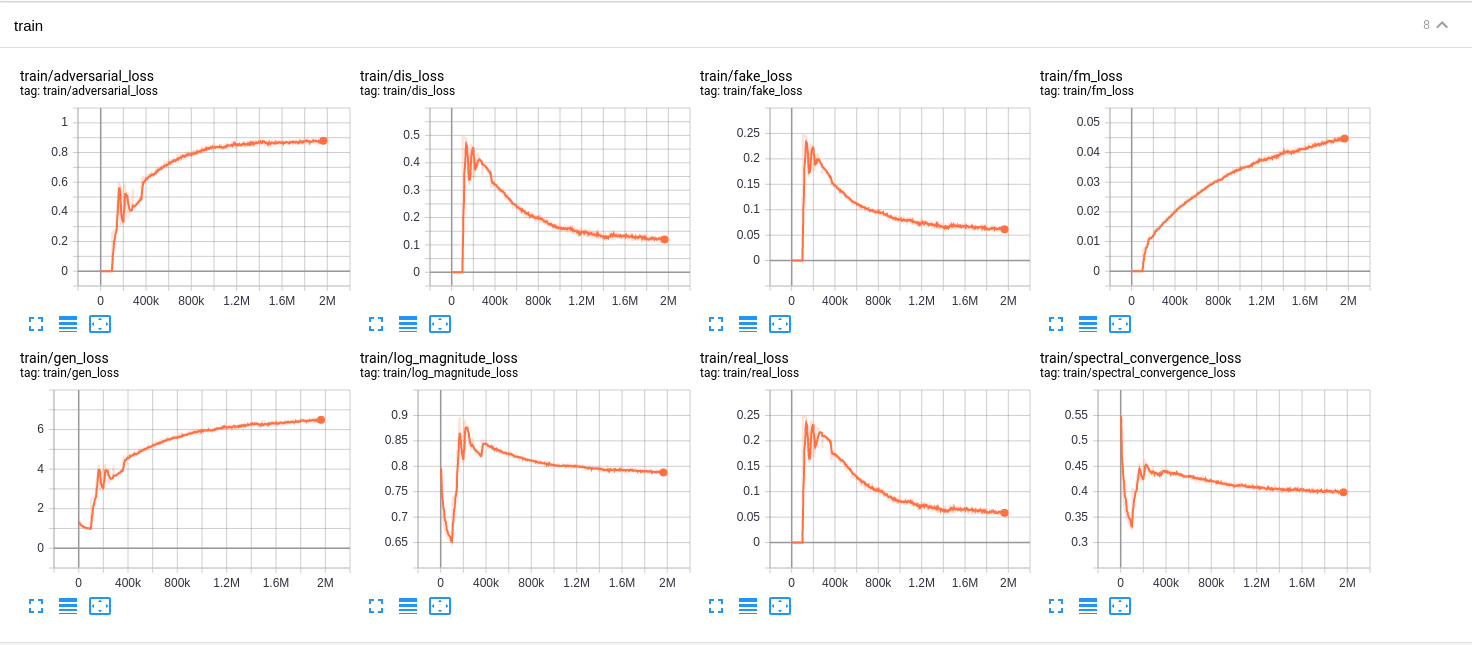 train
8
train/adversarial_loss
tag: train/adversarial_loss
1
0.8
0.6
0.4
0.2
0
0 400k 800k 1.2M 1.6M 2M
train/dis_loss
tag: train/dis_loss
0.5
0.4
0.3
0.2
0.1
0
0 400k 800k 1.2M 1.6M 2M
train/fake_loss
tag: train/fake_loss
0.25
0.2
0.15
0.1
0.05
0
0 400k 800k 1.2M 1.6M 2M
train/fm_loss
tag: train/fm_loss
0.05
0.04
0.03
0.02
0.01
0
0 400k 800k 1.2M 1.6M 2M
train/gen_loss
tag: train/gen_loss
6
4
2
0
0 400k 800k 1.2M 1.6M 2M
train/log_magnitude_loss
tag: train/log_magnitude_loss
0.9
0.85
0.8
0.75
0.7
0.65
0 400k 800k 1.2M 1.6M 2M
train/real_loss
tag: train/real_loss
0.25
0.2
0.15
0.1
0.05
0
0 400k 800k 1.2M 1.6M 2M
train/spectral_convergence_loss
tag: train/spectral_convergence_loss
0.55
0.5
0.45
0.4
0.35
0.3
0 400k 800k 1.2M 1.6M 2M